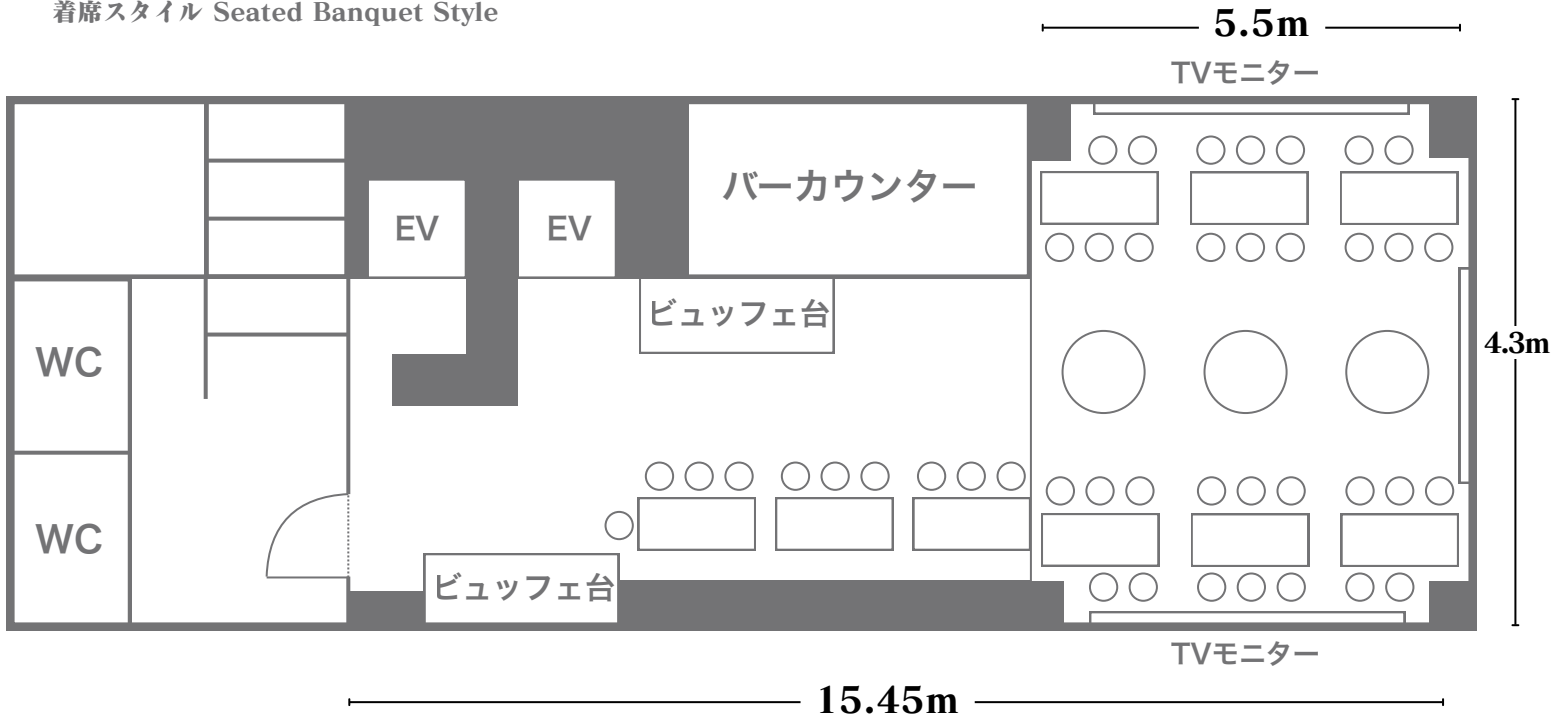 着席スタイル Seated Banquet Style
5.5m
TVモニター
バーカウンター
EV
EV
ビュッフェ台
4.3m
WC
WC
ビュッフェ台
TVモニター
15.45m